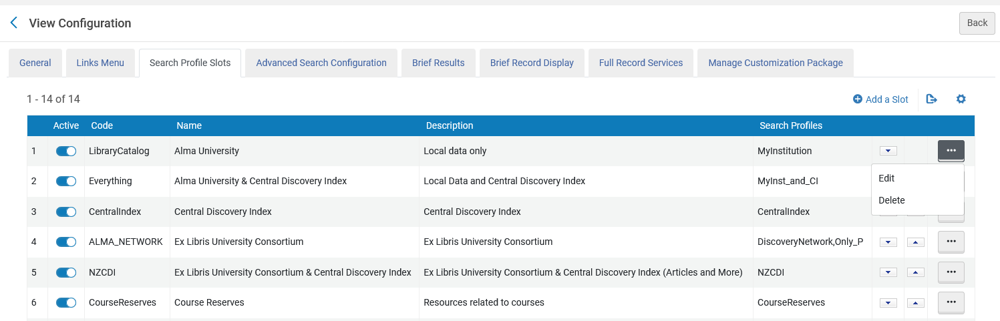 View Configuration
Back
General Links Menu Search Profile Slots Advanced Search Configuration Brief Results Brief Record Display Full Record Services Manage Customization Package
1 - 14 of 14 Add a Slot
Active Code Name Description Search Profiles
1 LibraryCatalog Alma University Local data only MyInstitution
2 Everything Alma University & Central Discovery Index Local Data and Central Discovery Index MyInst_and_CI
Edit
Delete
3 CentralIndex Central Discovery Index Central Discovery Index CentralIndex
4 ALMA_NETWORK Ex Libris University Consortium Ex Libris University Consortium DiscoveryNetwork,Only_P
5 NZCDI Ex Libris University Consortium & Central Discovery Index Ex Libris University Consortium & Central Discovery Index (Articles and More) NZCDI
6 CourseReserves Course Reserves Resources related to courses CourseReserves